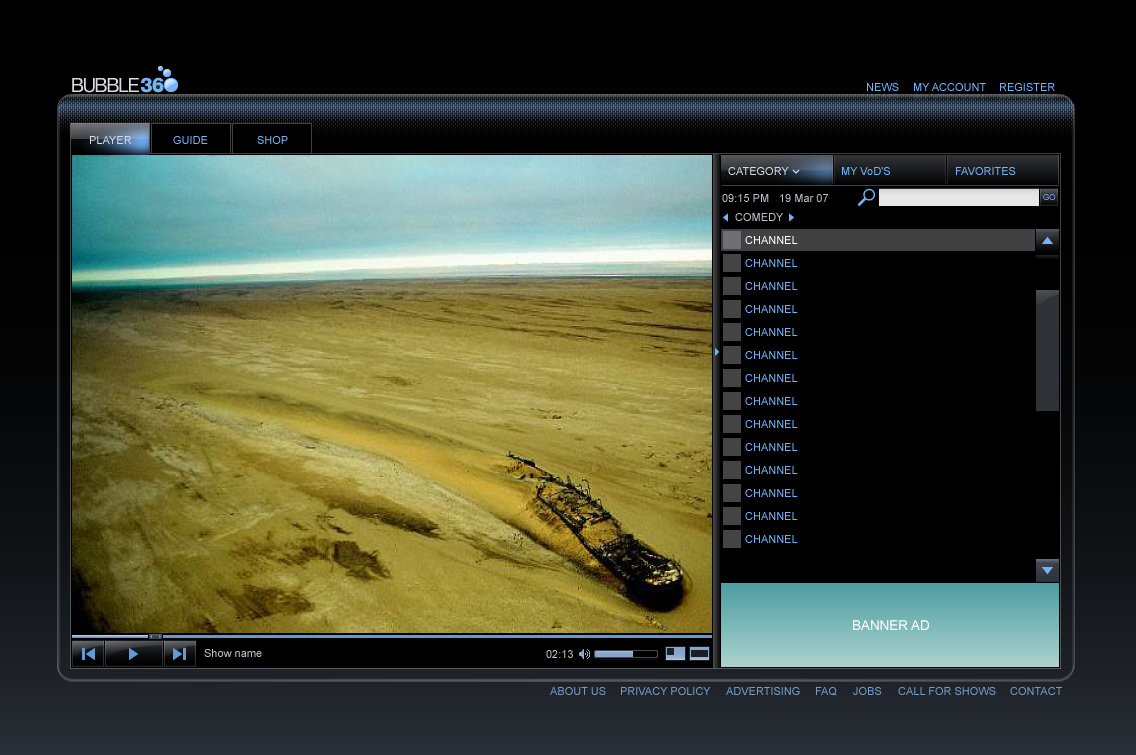 BUBBLE360
NEWS MY ACCOUNT REGISTER
PLAYER GUIDE SHOP
CATEGORY MY VoD'S FAVORITES
09:15 PM 19 Mar 07 GO
COMEDY
CHANNEL
CHANNEL
CHANNEL
CHANNEL
CHANNEL
CHANNEL
CHANNEL
CHANNEL
CHANNEL
CHANNEL
CHANNEL
CHANNEL
CHANNEL
CHANNEL
BANNER AD
Show name 02:13
ABOUT US PRIVACY POLICY ADVERTISING FAQ JOBS CALL FOR SHOWS CONTACT